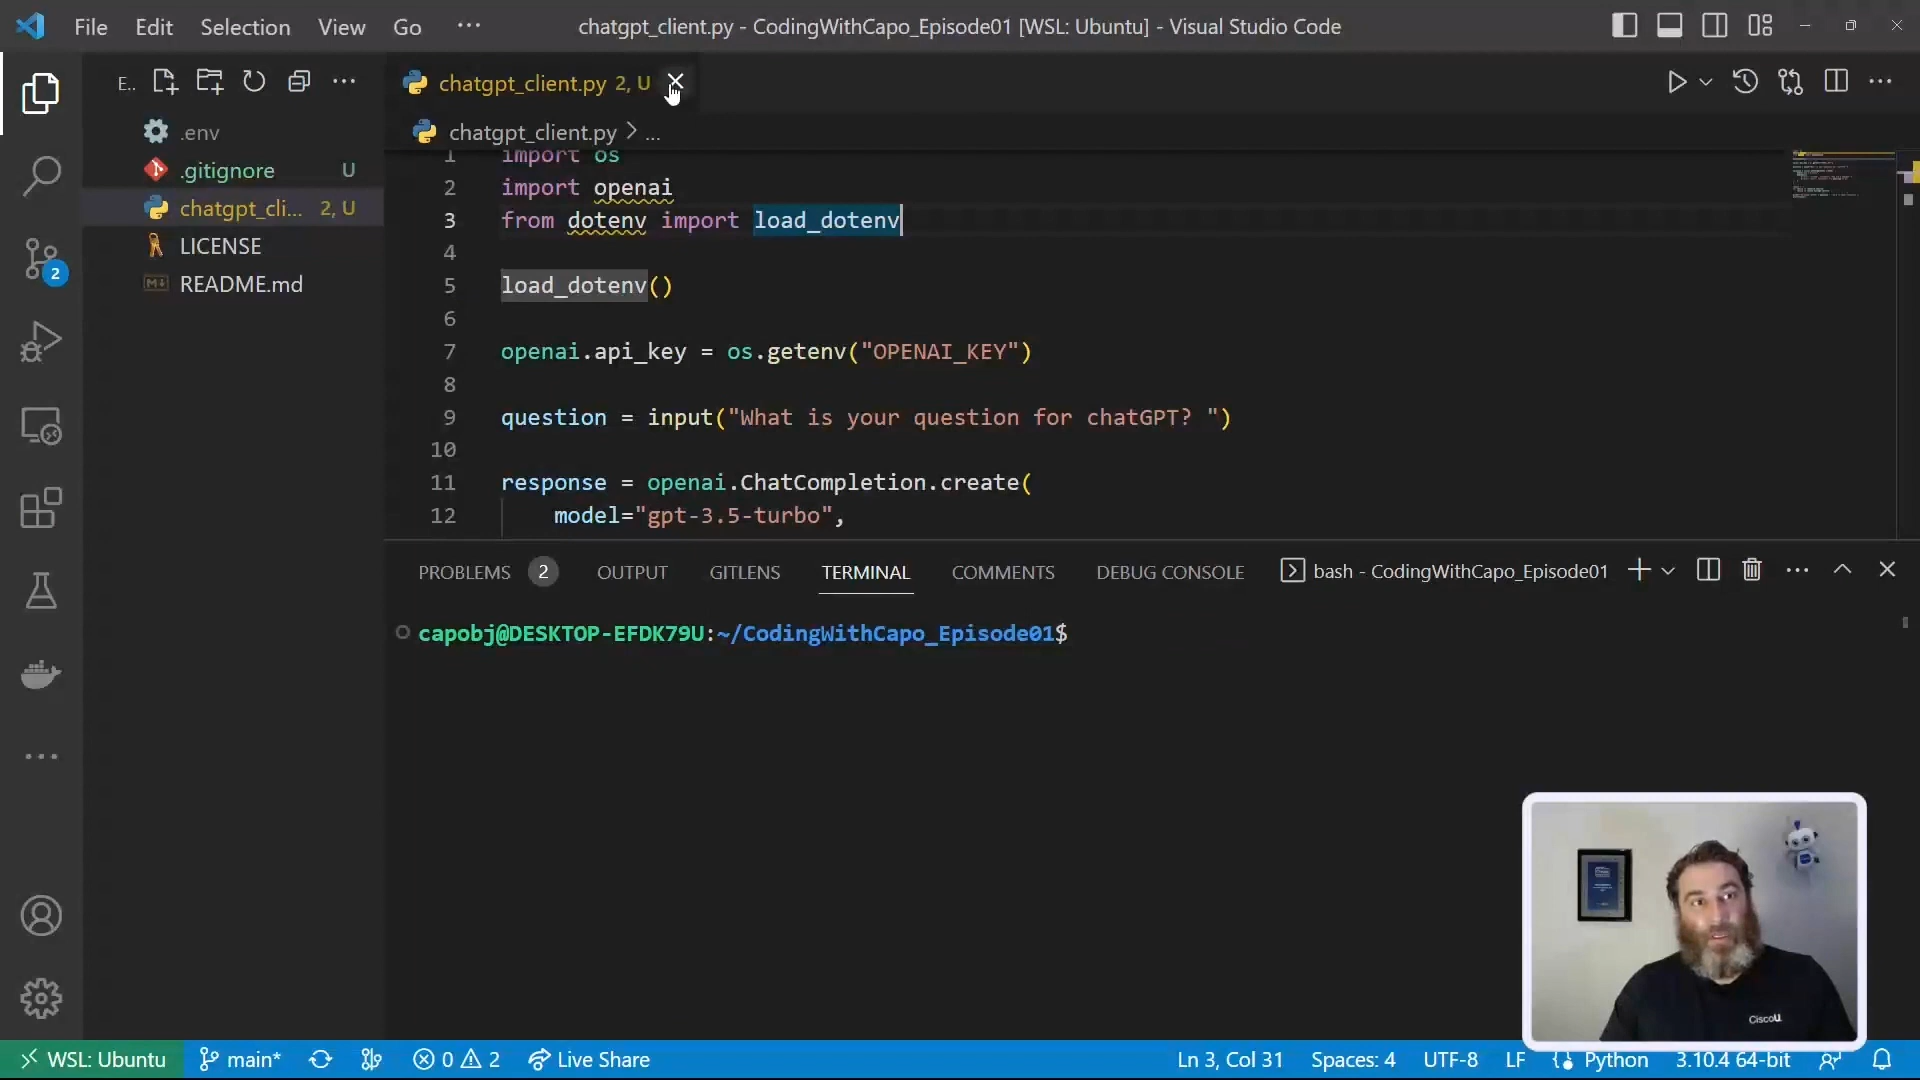 File Edit Selection View Go ··· chatgpt_client.py - CodingWithCapo_Episode01 [WSL: Ubuntu] - Visual Studio Code
E.. chatgpt_client.py 2, U
.env chatgpt_client.py > ...
.gitignore U
chatgpt_cli... 2, U
LICENSE
README.md
1 import os
2 import openai
3 from dotenv import load_dotenv
4
5 load_dotenv()
6
7 openai.api_key = os.getenv("OPENAI_KEY")
8
9 question = input("What is your question for chatGPT? ")
10
11 response = openai.ChatCompletion.create(
12 model="gpt-3.5-turbo",
2
PROBLEMS 2 OUTPUT GITLENS TERMINAL COMMENTS DEBUG CONSOLE bash - CodingWithCapo_Episode01
capobj@DESKTOP-EFDK79U:~/CodingWithCapo_Episode01$
CiscoU
WSL: Ubuntu main* 0 2 Live Share Ln 3, Col 31 Spaces: 4 UTF-8 LF Python 3.10.4 64-bit